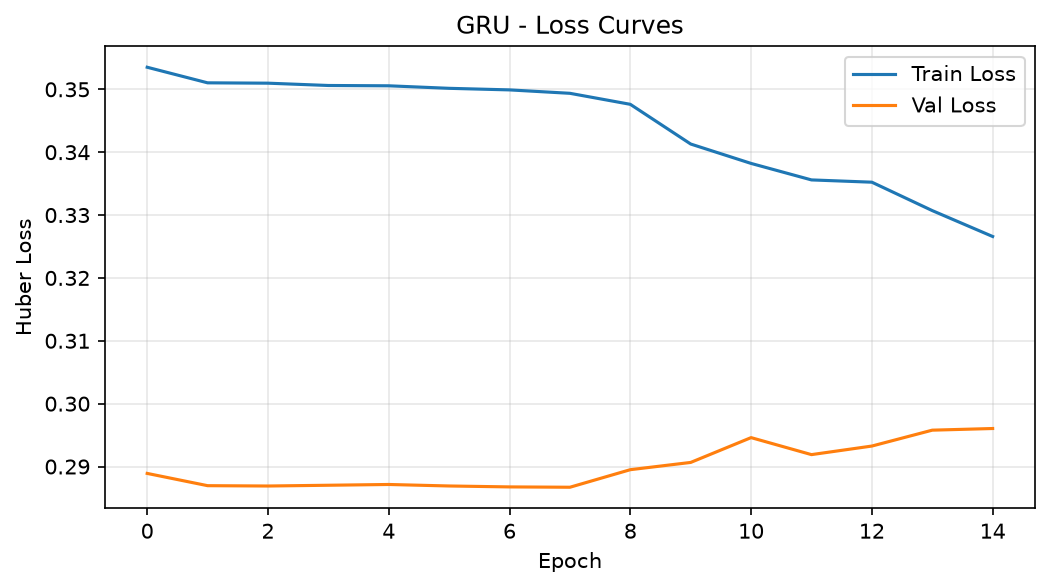 GRU - Loss Curves
Train Loss
Val Loss
Huber Loss
0.35
0.34
0.33
0.32
0.31
0.30
0.29
0 2 4 6 8 10 12 14
Epoch